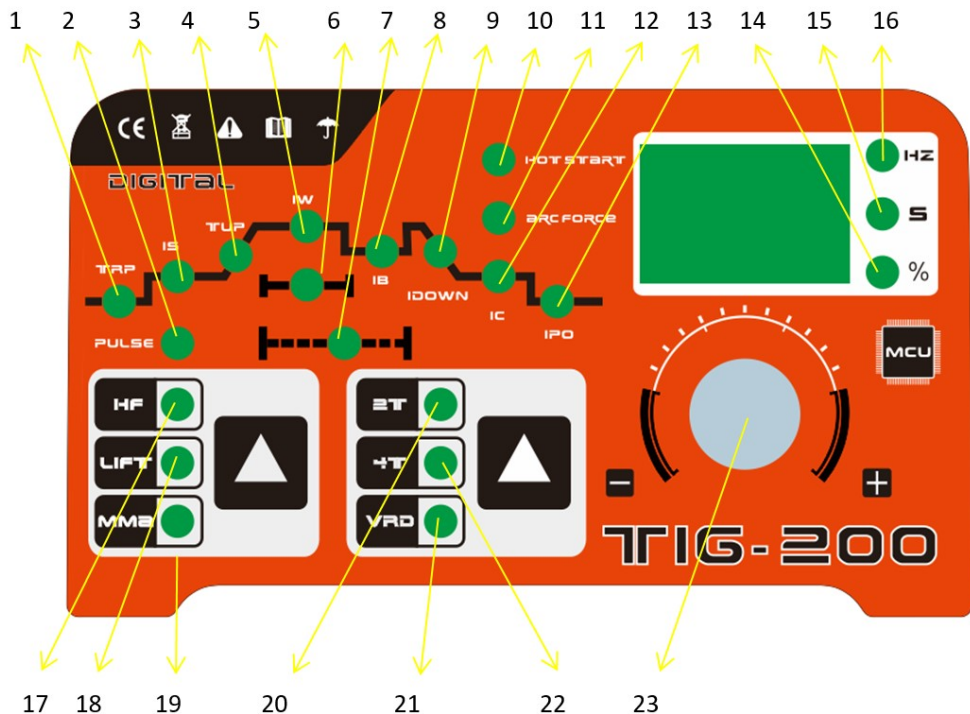 1 2 3 4 5 6 7 8 9 10 11 12 13 14 15 16
CE
DIGITAL
HOT START
HZ
IW
TUP
ARC FORCE
S
IS
TRP
IB
IDOWN
%
IC
IPO
PULSE
MCU
HF
2T
LIFT
4T
MMA
VRD
- +
TIG-200
17 18 19 20 21 22 23